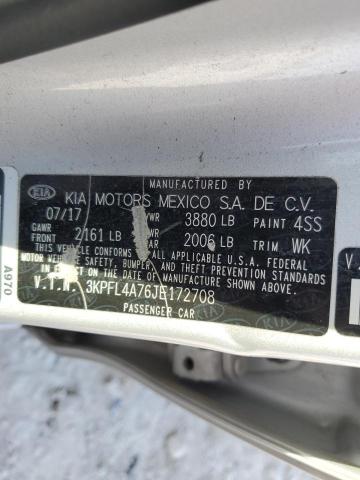 MANUFACTURED BY
KIA KIA MOTORS MEXICO S.A. DE C.V.
07/17 3880 LB PAINT 4SS
GAWR FRONT 2161 LB 2006 LB TRIM WK
THIS VEHICLE CONFORMS TO ALL APPLICABLE U.S.A. FEDERAL
MOTOR VEHICLE SAFETY, BUMPER, AND THEFT PREVENTION
STANDARDS IN EFFECT ON THE DATE OF MANUFACTURE SHOWN ABOVE.
V.I.N. 3KPFL4A76JE172708
PASSENGER CAR
A970